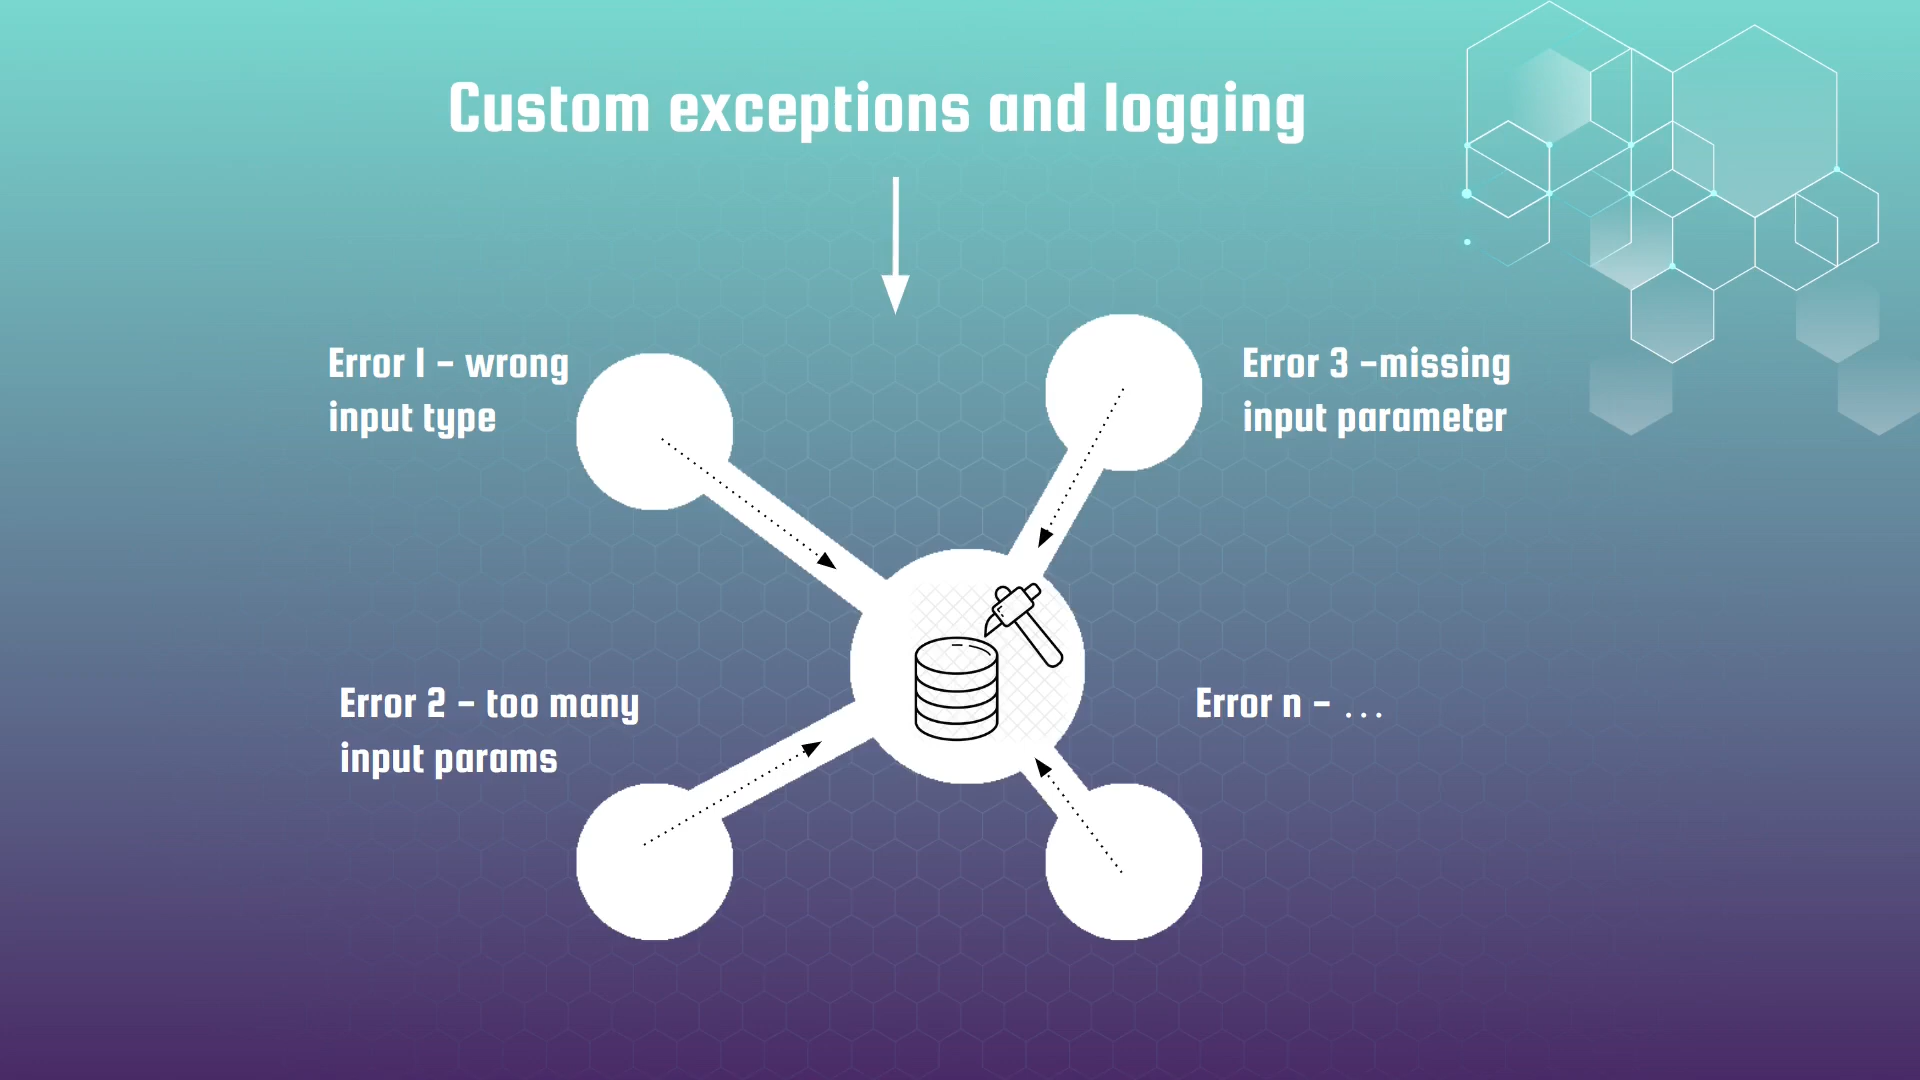 Custom exceptions and logging
Error 1 – wrong
input type
Error 3 –missing
input parameter
Error 2 – too many
input params
Error n – ...